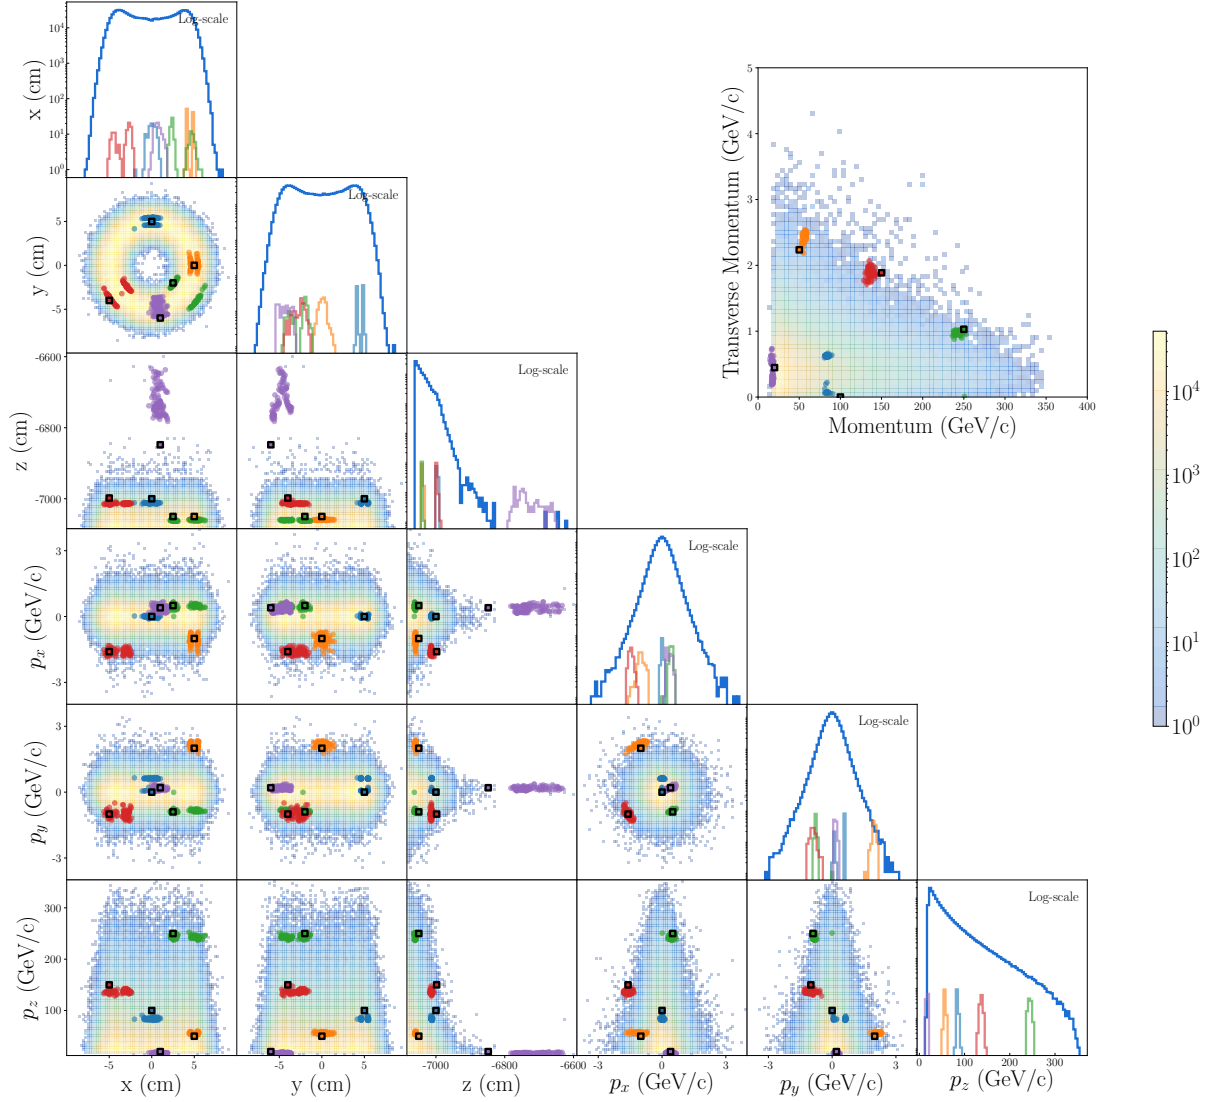 Log-scale
x (cm)
10^4
10^3
10^2
10^1
10^0
Log-scale
y (cm)
5
0
-5
Log-scale
z (cm)
-6600
-6800
-7000
Log-scale
p_x (GeV/c)
3
0
-3
Log-scale
p_y (GeV/c)
3
0
-3
Log-scale
p_z (GeV/c)
300
200
100
-5 5
x (cm)
-5 0 5
y (cm)
-7000 -6800 -6600
z (cm)
-3 0 3
p_x (GeV/c)
-3 0 3
p_y (GeV/c)
0 100 200 300
p_z (GeV/c)
Transverse Momentum (GeV/c)
5
4
3
2
1
0
0 50 100 150 200 250 300 350 400
Momentum (GeV/c)
10^4
10^3
10^2
10^1
10^0